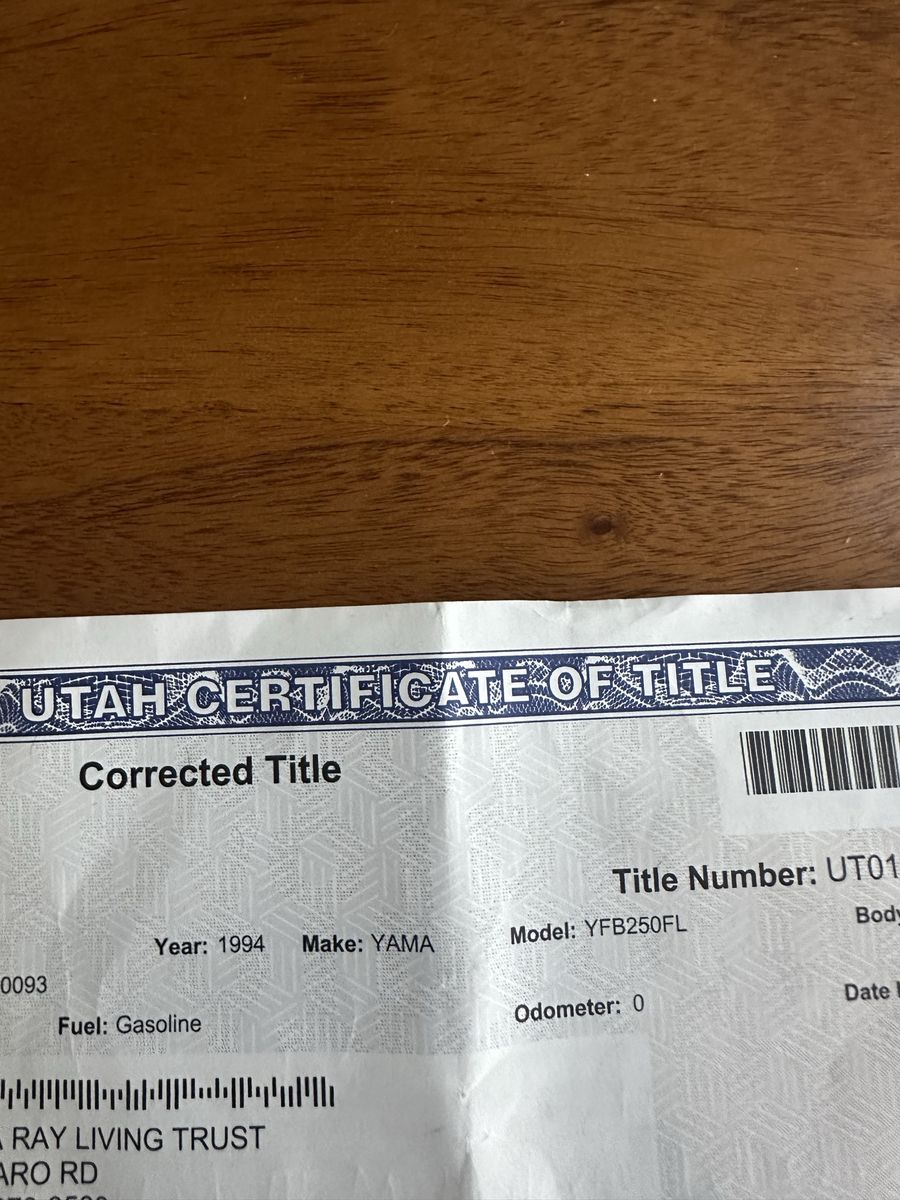 UTAH CERTIFICATE OF TITLE
Corrected Title
Title Number: UT01
Year: 1994 Make: YAMA Model: YFB250FL Body
0093
Fuel: Gasoline Odometer: 0 Date
RAY LIVING TRUST
ARO RD